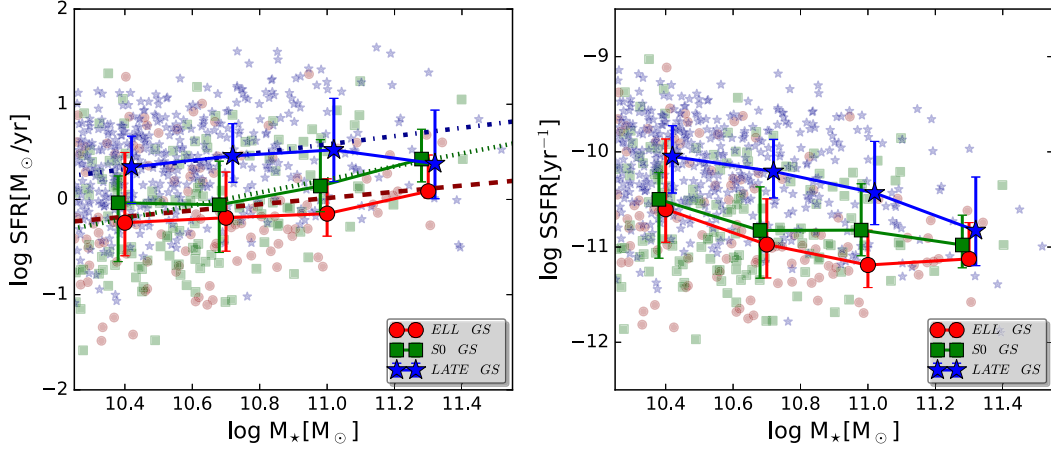 2
1
0
−1
−2
log SFR[M⊙/yr]
10.4 10.6 10.8 11.0 11.2 11.4
log M⋆[M⊙]
ELL GS
S0 GS
LATE GS
−9
−10
−11
−12
log SSFR[yr⁻¹]
10.4 10.6 10.8 11.0 11.2 11.4
log M⋆[M⊙]
ELL GS
S0 GS
LATE GS